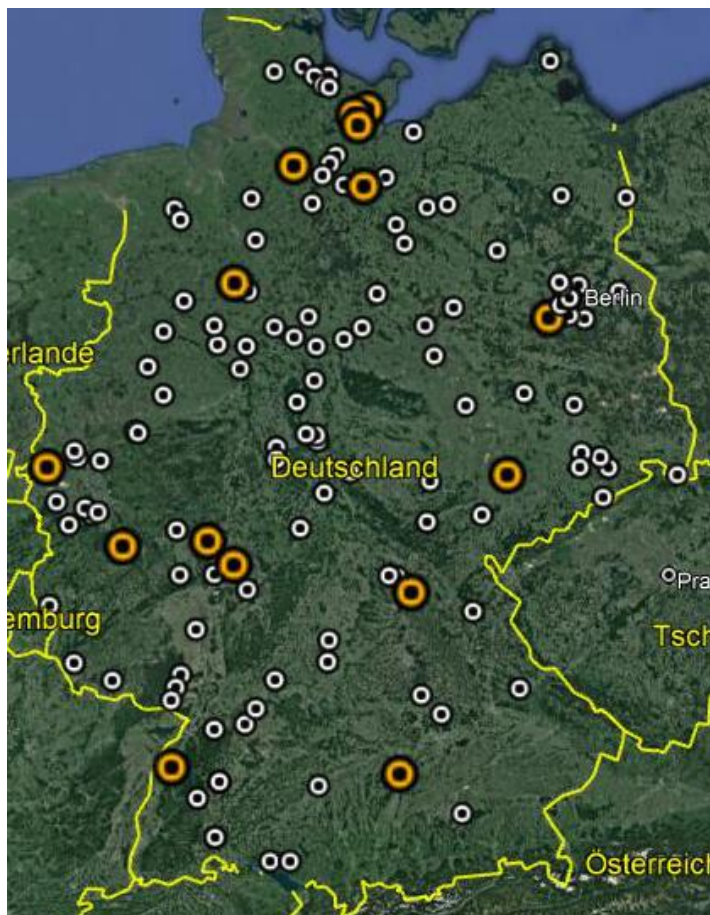 Berlin
erlande
Deutschland
Pra
emburg
Tsch
Österreich